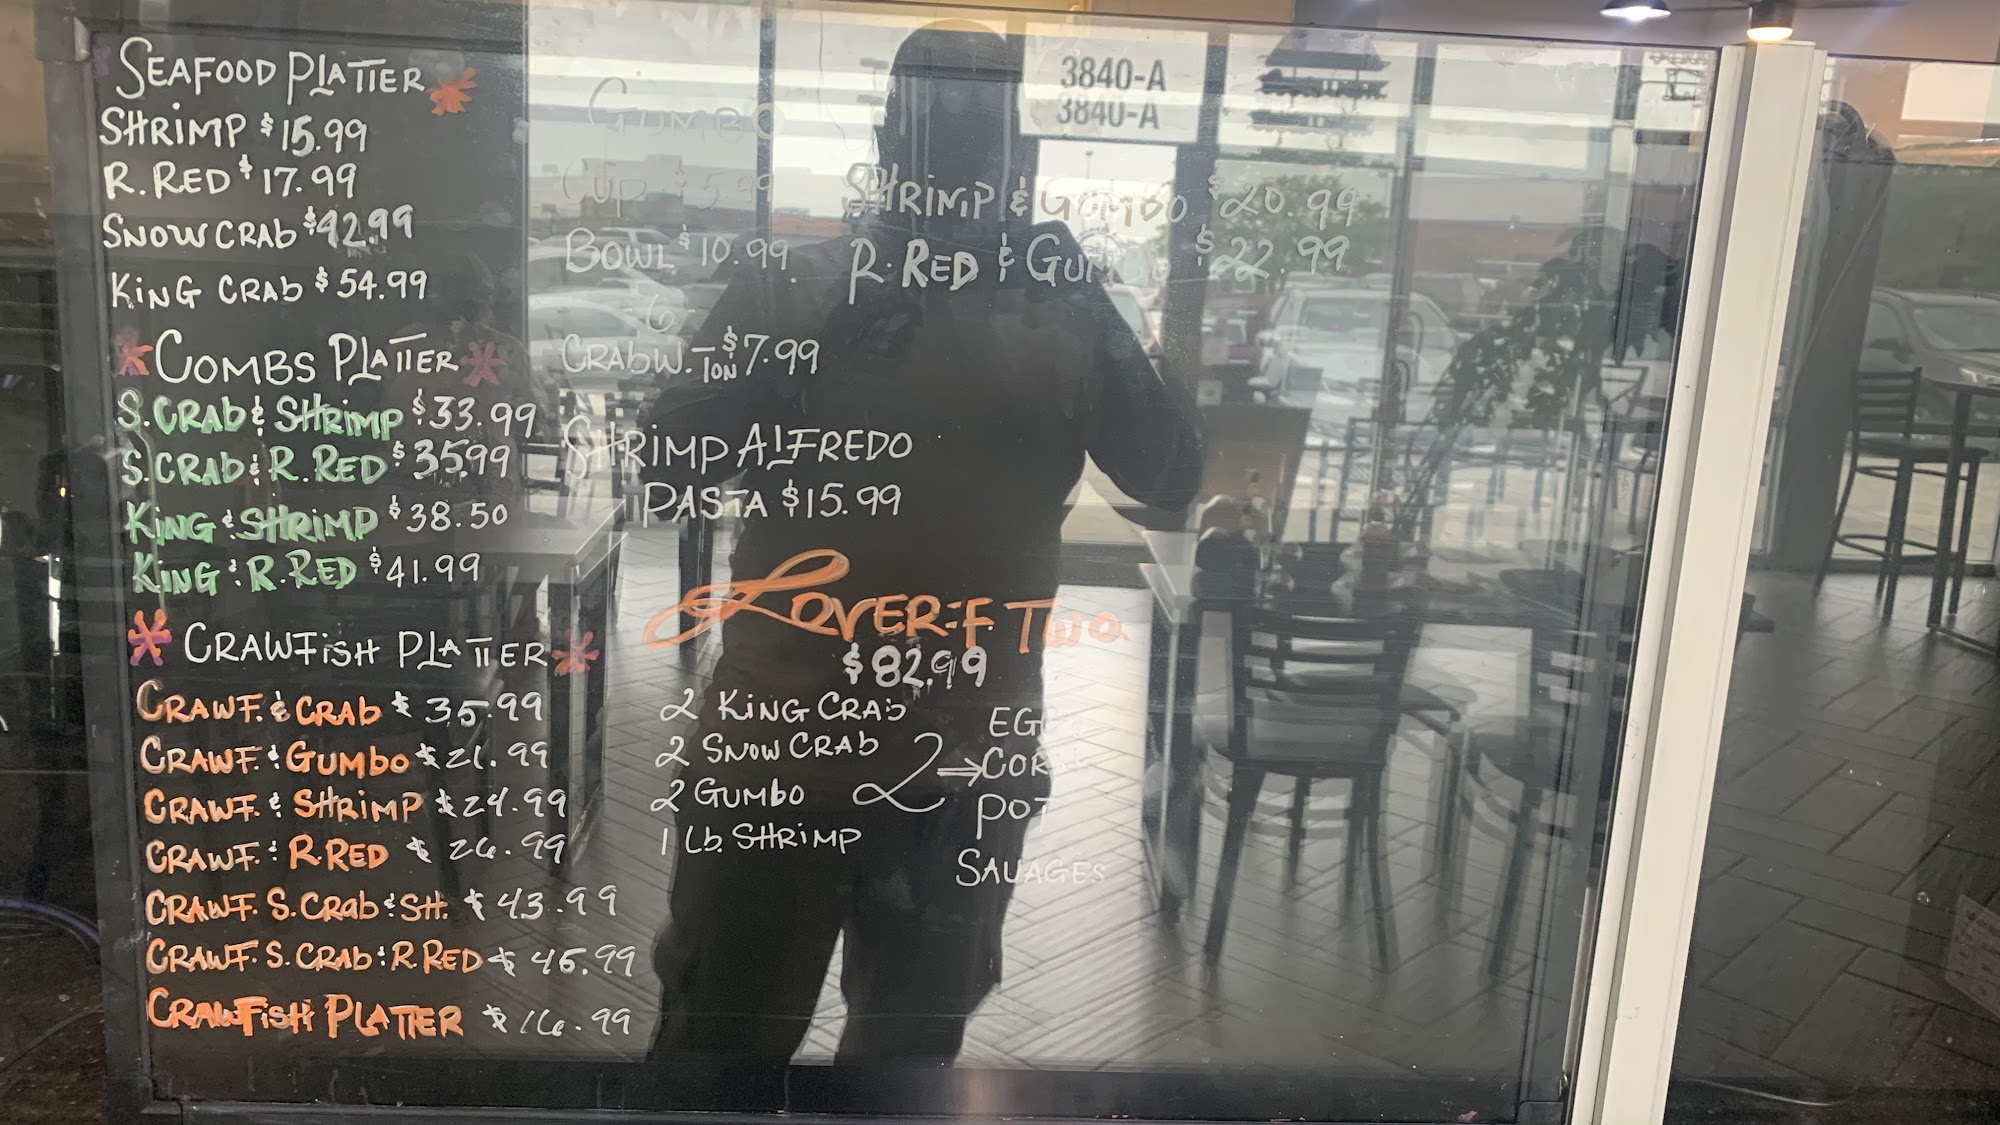 SEAFOOD PLATTER
SHRIMP $15.99
R.RED $17.99
SNOW CRAB $42.99
KING CRAB $54.99
COMBS PLATTER
S.CRAB & SHRIMP $33.99
S.CRAB & R.RED $35.99
KING & SHRIMP $38.50
KING & R.RED $41.99
CRAWFISH PLATTER
CRAWF. & CRAB $35.99
CRAWF. & GUMBO $21.99
CRAWF. & SHRIMP $24.99
CRAWF. & R.RED $26.99
CRAWF. S.CRAB & SH. $43.99
CRAWF. S.CRAB & R.RED $45.99
CRAWFISH PLATTER $16.99
GUMBO
CUP $5.99
BOWL $10.99
-6-
CRABW.-TON $7.99
SHRIMP ALFREDO
PASTA $15.99
SHRIMP & GUMBO $20.99
R.RED & GUMBO $22.99
LOVER-F TWO
$82.99
2 KING CRAB
2 SNOW CRAB
2 GUMBO
1 Lb. SHRIMP
2 ⇒
EGG
CORN
POT
SAUAGES
3840-A
3840-A